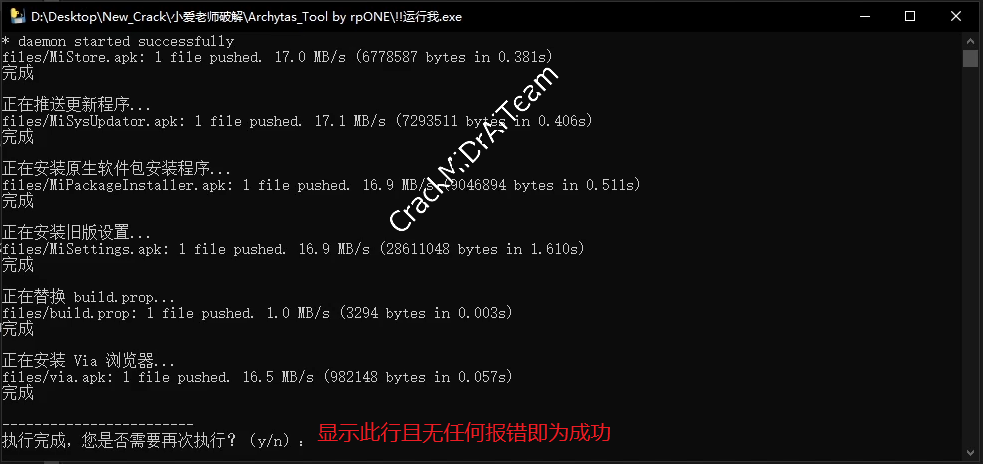 D:\Desktop\New_Crack\小爱老师破解\Archytas_Tool by rpONE\!!运行我.exe
* daemon started successfully
files/MiStore.apk: 1 file pushed. 17.0 MB/s (6778587 bytes in 0.381s)
完成
正在推送更新程序...
files/MiSysUpdator.apk: 1 file pushed. 17.1 MB/s (7293511 bytes in 0.406s)
完成
正在安装原生软件包安装程序...
files/MiPackageInstaller.apk: 1 file pushed. 16.9 MB/s (9046894 bytes in 0.511s)
完成
正在安装旧版设置...
files/MiSettings.apk: 1 file pushed. 16.9 MB/s (28611048 bytes in 1.610s)
完成
正在替换 build.prop...
files/build.prop: 1 file pushed. 1.0 MB/s (3294 bytes in 0.003s)
完成
正在安装 Via 浏览器...
files/via.apk: 1 file pushed. 16.5 MB/s (982148 bytes in 0.057s)
完成
------------------------
执行完成，您是否需要再次执行？（y/n）： 显示此行且无任何报错即为成功
CrackMiDrAiTeam